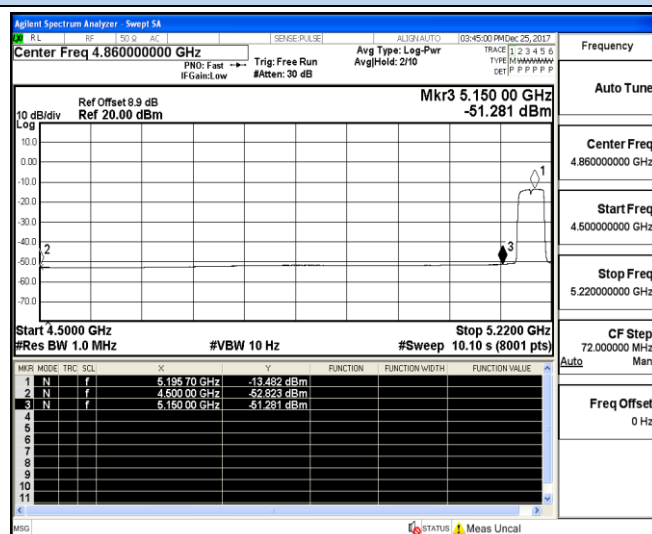 Agilent Spectrum Analyzer - Swept SA
RL RF 50 Ω AC SENSE:PULSE ALIGN AUTO 03:45:00 PM Dec 25, 2017
Center Freq 4.860000000 GHz
PNO: Fast
IFGain:Low
Trig: Free Run
#Atten: 30 dB
Avg Type: Log-Pwr
Avg|Hold: 2/10
TRACE 1 2 3 4 5 6
TYPE M
DET P P P P P P
Ref Offset 8.9 dB
10 dB/div Ref 20.00 dBm
Log
Mkr3 5.150 00 GHz
-51.281 dBm
10.0
0.00
-10.0
-20.0
-30.0
-40.0
-50.0
-60.0
-70.0
1
2
3
Start 4.5000 GHz
Stop 5.2200 GHz
#Res BW 1.0 MHz
#VBW 10 Hz
#Sweep 10.10 s (8001 pts)
MKR MODE TRC SCL X Y FUNCTION FUNCTION WIDTH FUNCTION VALUE
1 N f 5.195 70 GHz -13.482 dBm
2 N f 4.500 00 GHz -52.823 dBm
3 N f 5.150 00 GHz -51.281 dBm
4
5
6
7
8
9
10
11
MSG
STATUS
Meas Uncal
Frequency
Auto Tune
Center Freq
4.860000000 GHz
Start Freq
4.500000000 GHz
Stop Freq
5.220000000 GHz
CF Step
72.000000 MHz
Auto Man
Freq Offset
0 Hz